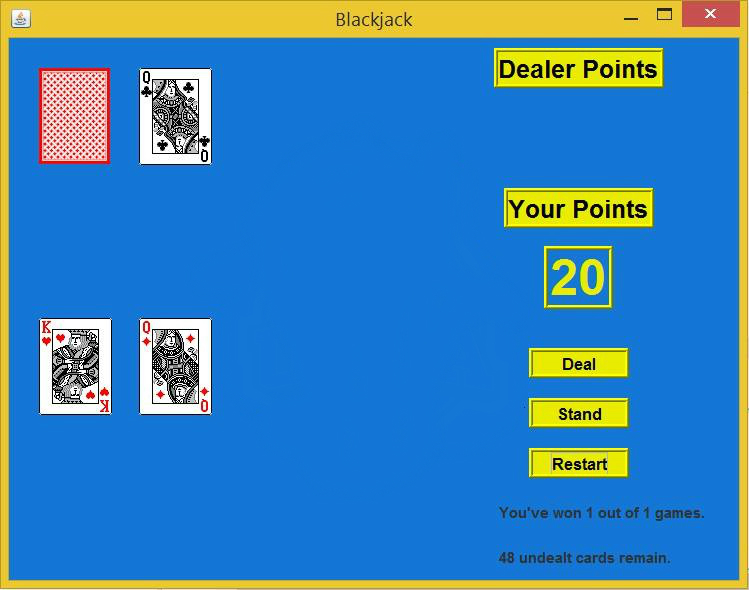 Blackjack
Dealer Points
Q
Q
Your Points
20
K
K
Q
Q
Deal
Stand
Restart
You've won 1 out of 1 games.
48 undealt cards remain.